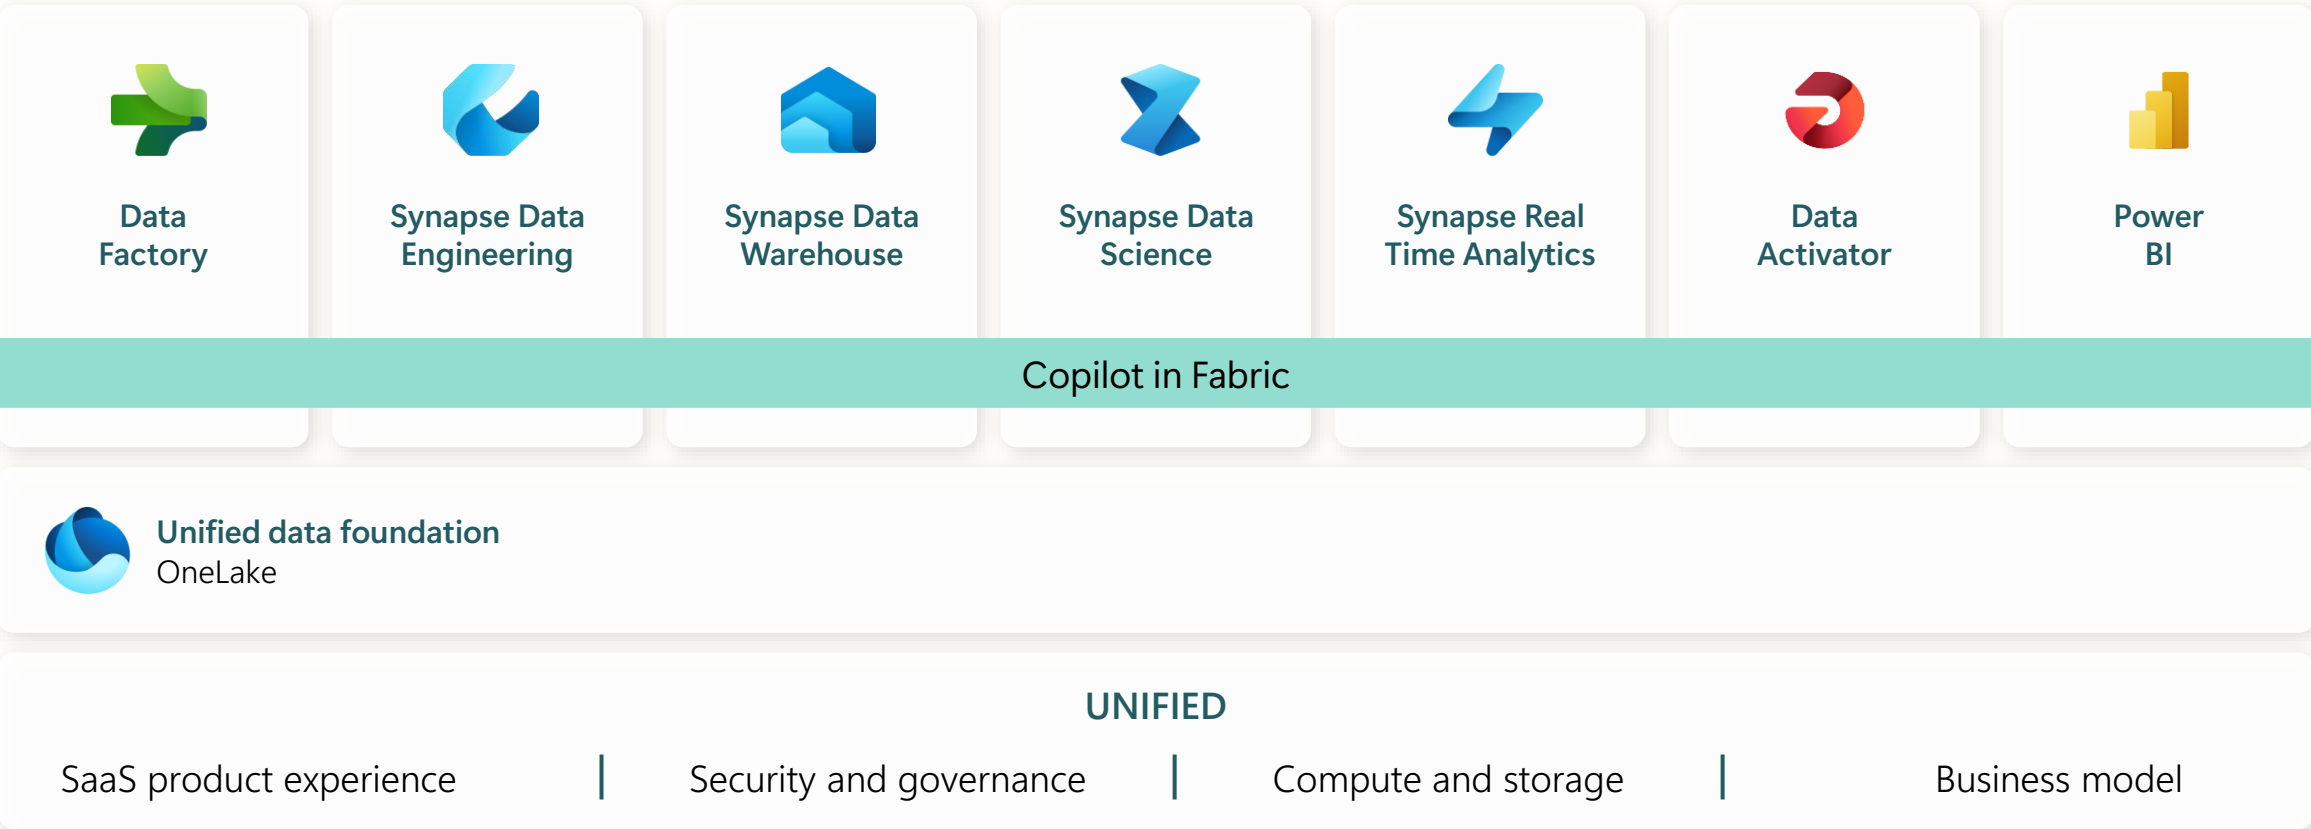 Data
Factory
Synapse Data
Engineering
Synapse Data
Warehouse
Synapse Data
Science
Synapse Real
Time Analytics
Data
Activator
Power
BI
Copilot in Fabric
Unified data foundation
OneLake
UNIFIED
SaaS product experience
Security and governance
Compute and storage
Business model